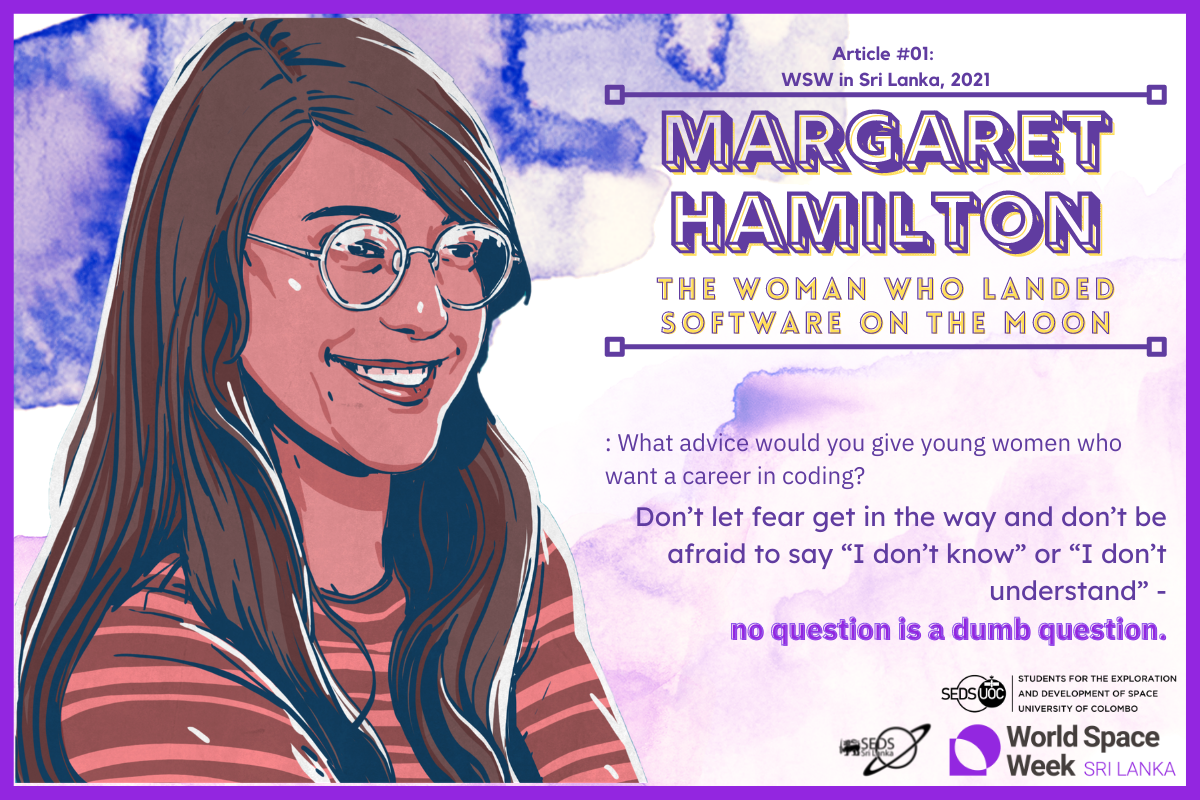 Article #01:
WSW in Sri Lanka, 2021
MARGARET
HAMILTON
THE WOMAN WHO LANDED
SOFTWARE ON THE MOON
: What advice would you give young women who
want a career in coding?
Don’t let fear get in the way and don’t be
afraid to say “I don’t know” or “I don’t
understand” -
no question is a dumb question.
SEDS UOC
STUDENTS FOR THE EXPLORATION
AND DEVELOPMENT OF SPACE
UNIVERSITY OF COLOMBO
SEDS
Sri Lanka
World Space
Week SRI LANKA